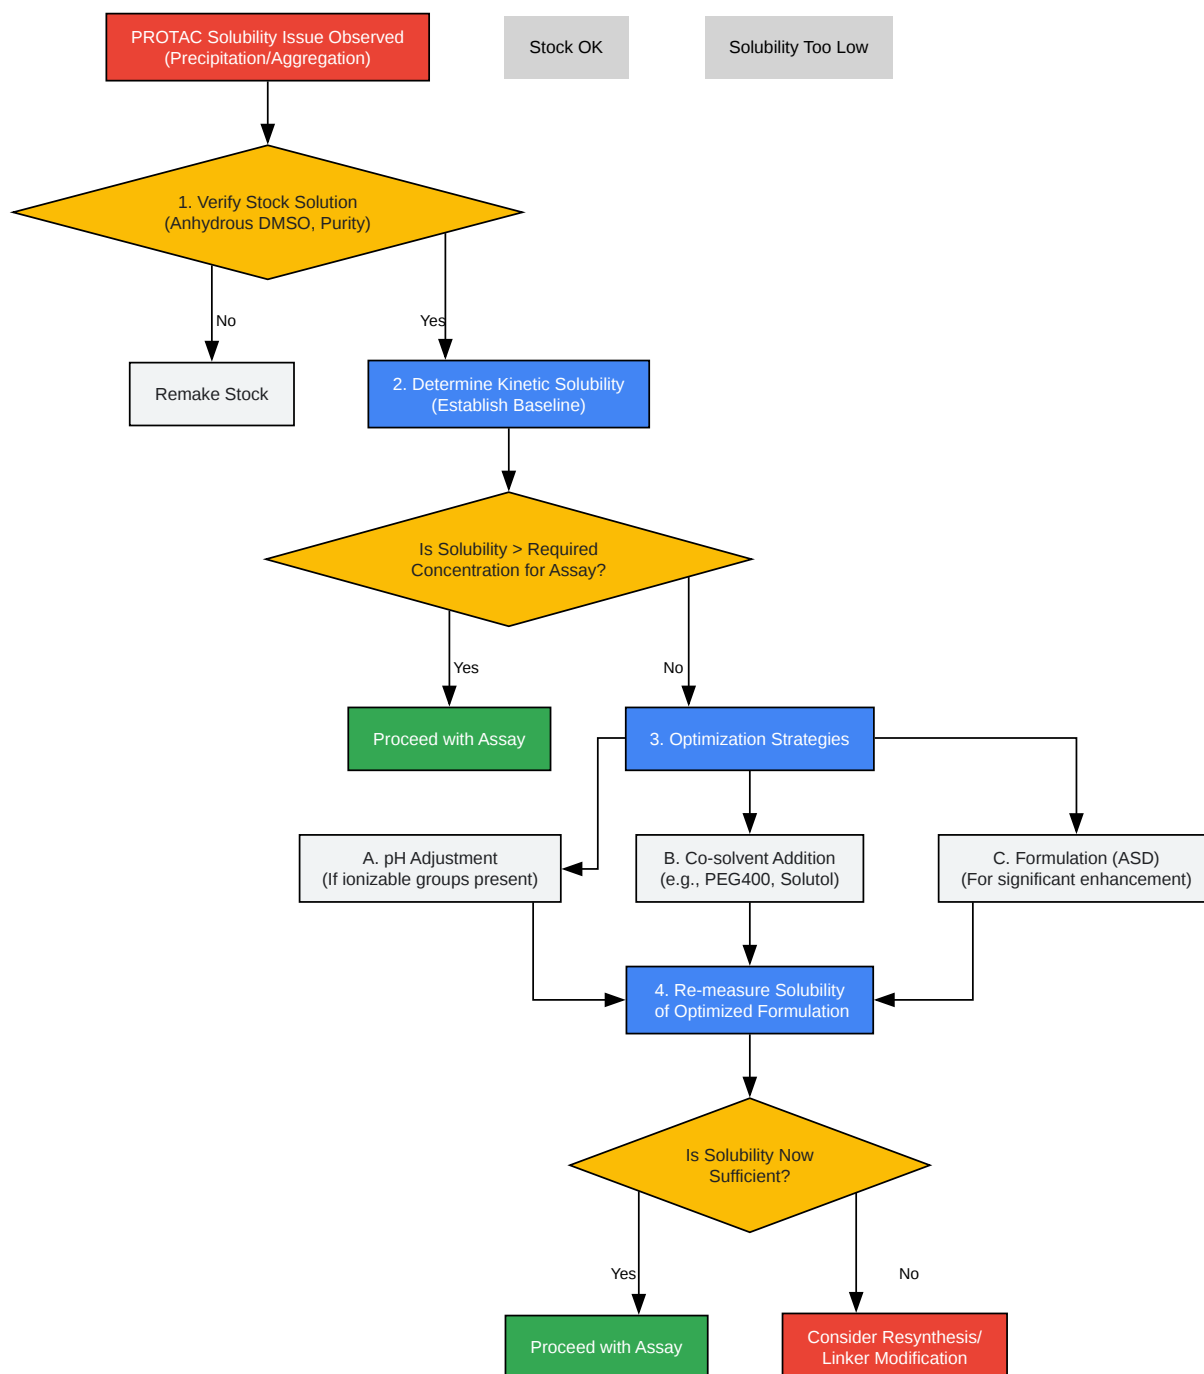 PROTAC Solubility Issue Observed
(Precipitation/Aggregation)
Stock OK
Solubility Too Low
1. Verify Stock Solution
(Anhydrous DMSO, Purity)
No
Yes
Remake Stock
2. Determine Kinetic Solubility
(Establish Baseline)
Is Solubility > Required
Concentration for Assay?
Yes
No
Proceed with Assay
3. Optimization Strategies
A. pH Adjustment
(If ionizable groups present)
B. Co-solvent Addition
(e.g., PEG400, Solutol)
C. Formulation (ASD)
(For significant enhancement)
4. Re-measure Solubility
of Optimized Formulation
Is Solubility Now
Sufficient?
Yes
No
Proceed with Assay
Consider Resynthesis/
Linker Modification